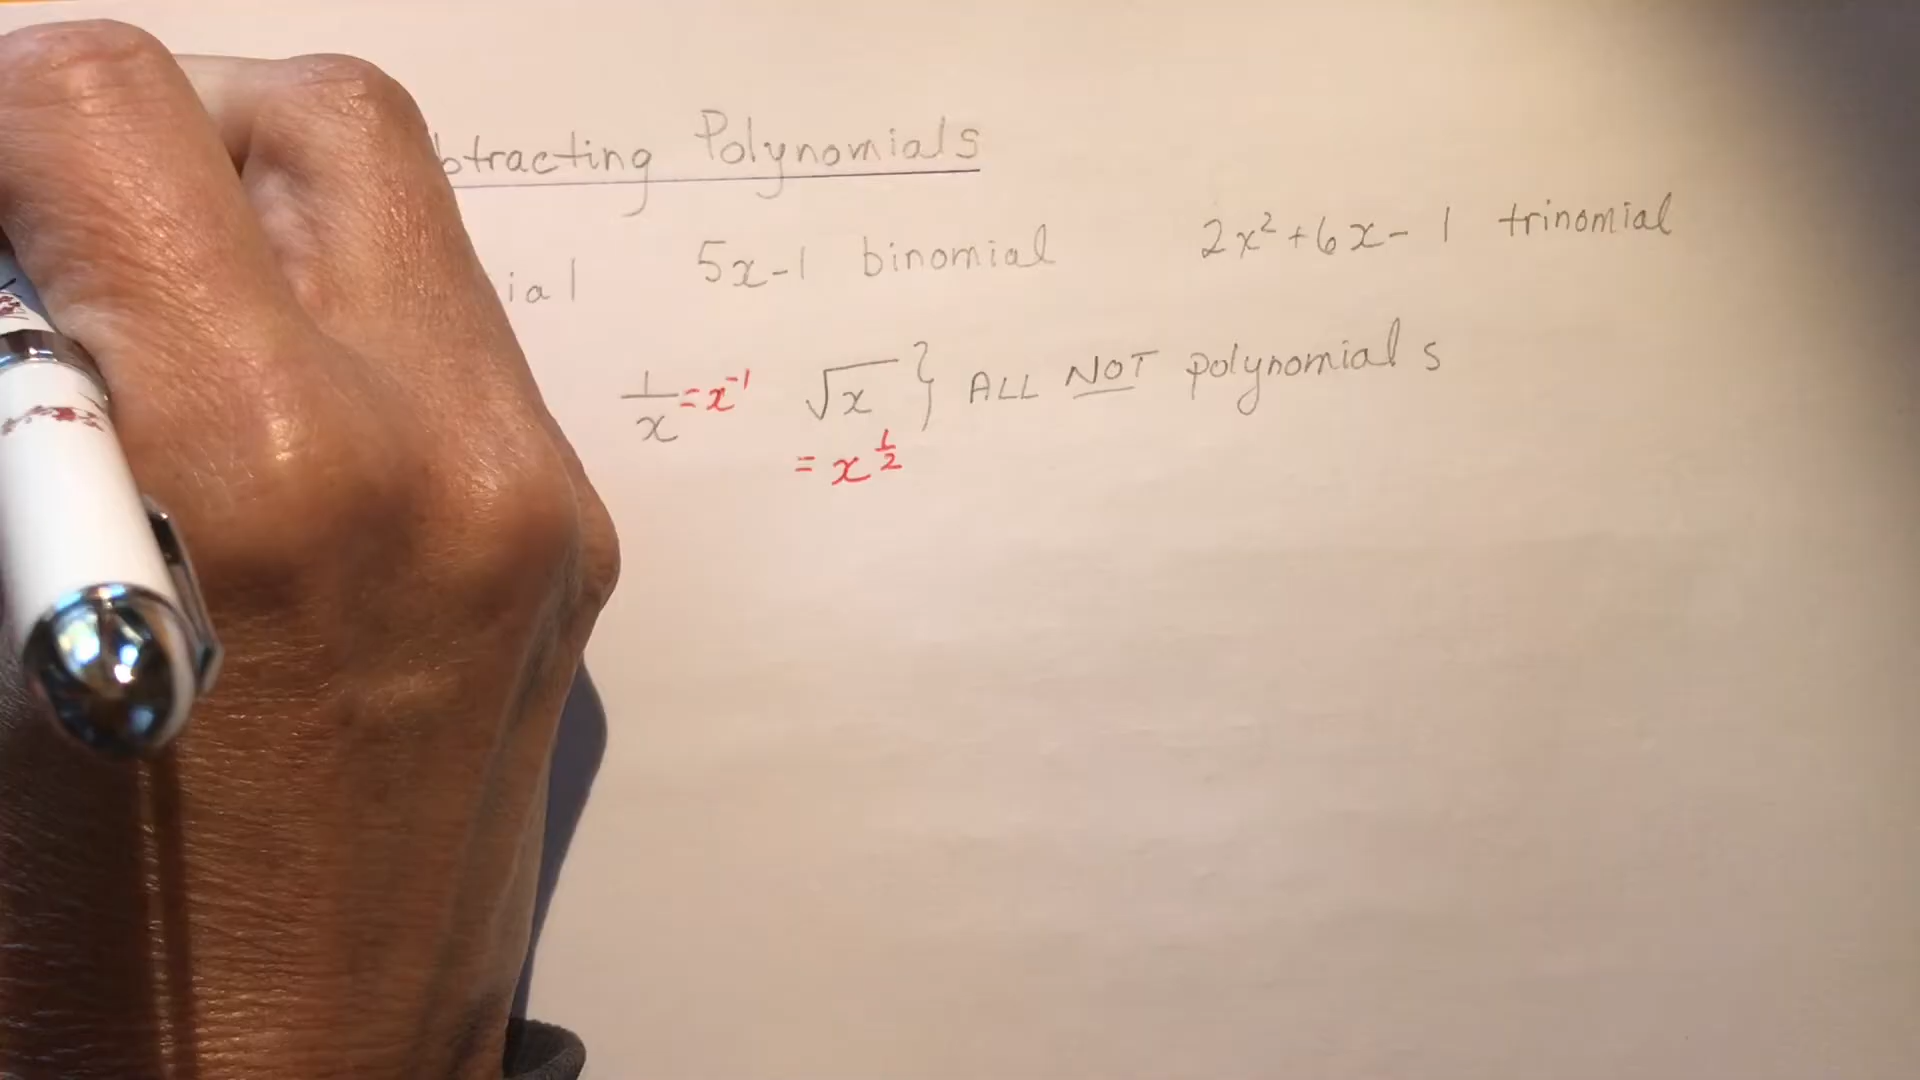 btracting Polynomials
ial 5x-1 binomial 2x²+6x-1 trinomial
1/x = x⁻¹ √x } ALL NOT polynomials
= x^½